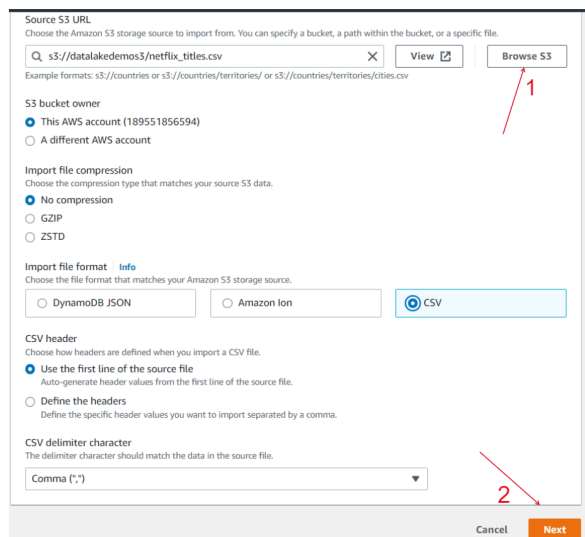 Source S3 URL
Choose the Amazon S3 storage source to import from. You can specify a bucket, a path within the bucket, or a specific file.
s3://datalakedemos3/netflix_titles.csv
View
Browse S3
Example formats: s3://countries or s3://countries/territories/ or s3://countries/territories/cities.csv
1
S3 bucket owner
This AWS account (189551856594)
A different AWS account
Import file compression
Choose the compression type that matches your source S3 data.
No compression
GZIP
ZSTD
Import file format Info
Choose the file format that matches your Amazon S3 storage source.
DynamoDB JSON
Amazon Ion
CSV
CSV header
Choose how headers are defined when you import a CSV file.
Use the first line of the source file
Auto-generate header values from the first line of the source file.
Define the headers
Define the specific header values you want to import separated by a comma.
CSV delimiter character
The delimiter character should match the data in the source file.
Comma (",")
2
Cancel
Next